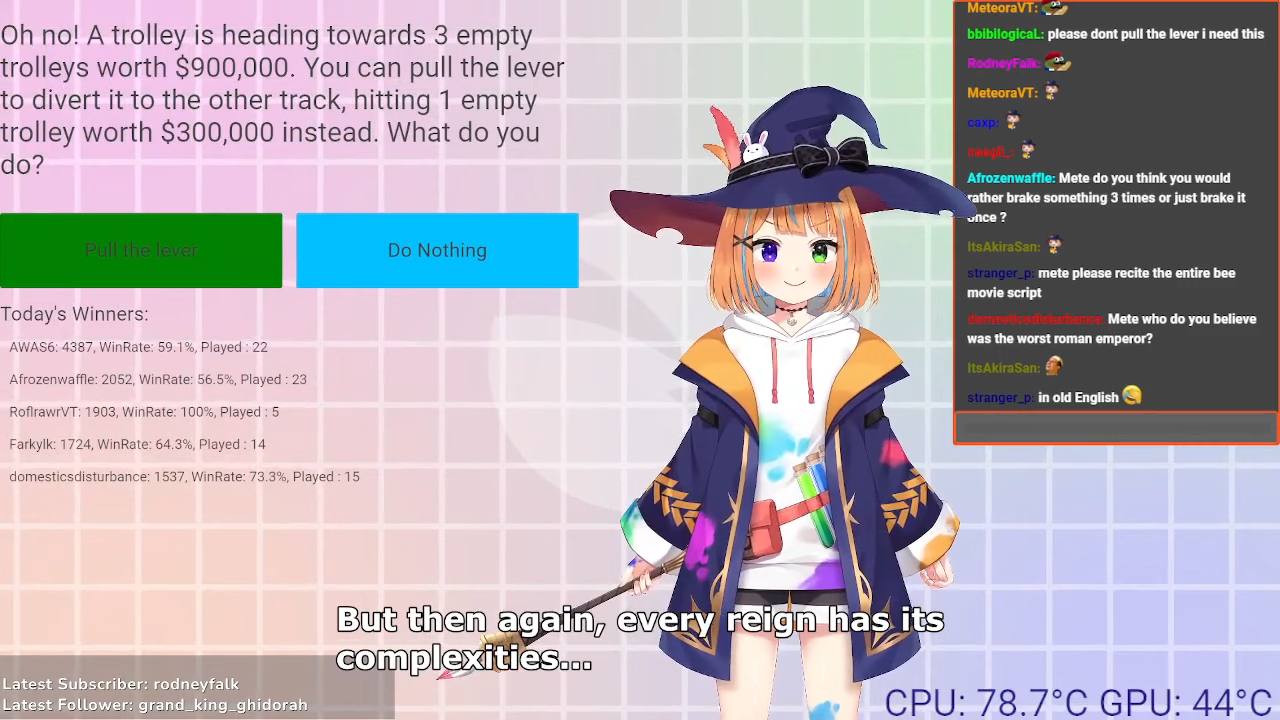 Oh no! A trolley is heading towards 3 empty
trolleys worth $900,000. You can pull the lever
to divert it to the other track,hitting 1 empty
trolley worth $300,000 instead. What do you
do?
Pull the lever
Do Nothing
Today's Winners:
AWAS6: 4387, WinRate: 59.1%, Played : 22
Afrozenwaffle: 2052, WinRate: 56.5%, Played : 23
RoflrawrVT: 1903, WinRate: 100%, Played : 5
Farkylk: 1724, WinRate: 64.3%, Played : 14
domesticsdisturbance: 1537, WinRate: 73.3%, Played : 15
MeteoraVT:
bbibilogicaL: please dont pull the lever i need this
RodneyFalk:
MeteoraVT:
caxp:
Afrozenwaffle: Mete do you think you would
rather brake something 3 times or just brake it
once ?
ItsAkiraSan:
stranger_p: mete please recite the entire bee
movie script
Mete who do you believe
was the worst roman emperor?
ItsAkiraSan:
stranger_p: in old English
But then again, every reign has its
complexities...
Latest Subscriber: rodneyfalk
Latest Follower: grand_king_ghidorah
CPU: 78.7°C GPU: 44°C